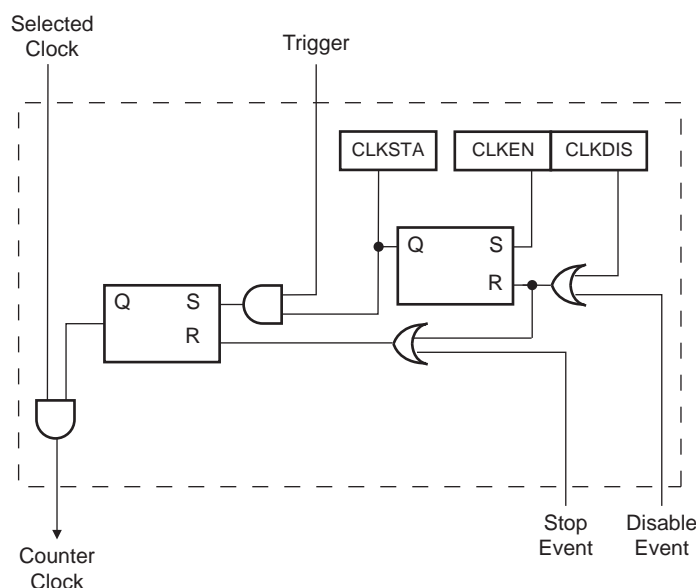 Selected
Clock
Trigger
CLKSTA
CLKEN
CLKDIS
Q
S
R
Q
S
R
Stop
Event
Disable
Event
Counter
Clock